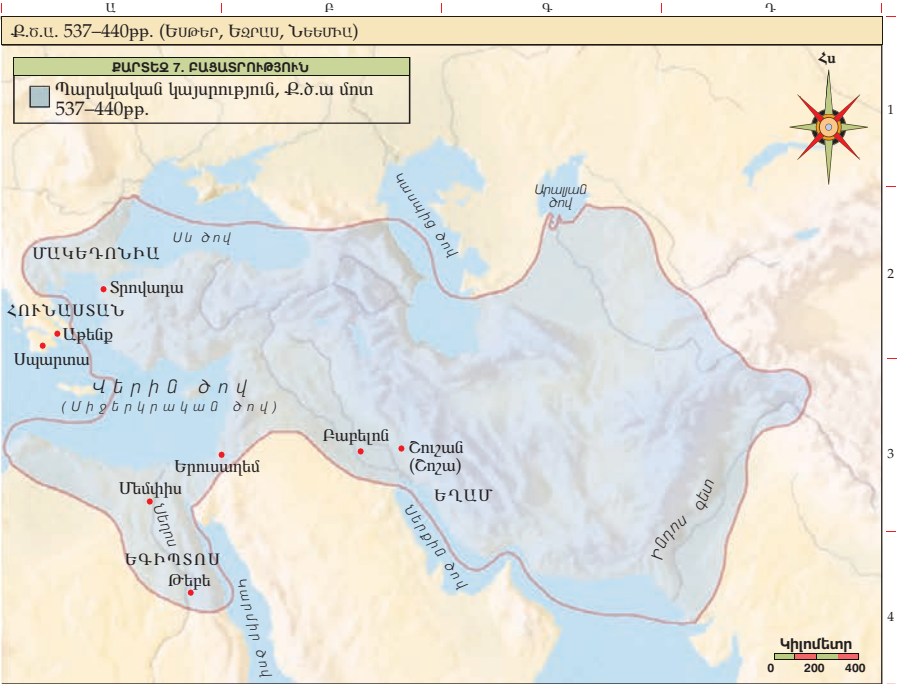 Ա Բ Գ Դ
Ք.Ծ.Ա. 537–440թթ. (Եսթեր, Եզրաս, Նեեմիա)
ՔԱՐՏԵԶ 7. ԲԱՑԱՏՐՈՒԹՅՈՒՆ
Պարսկական կայսրություն, Ք.ծ.ա մոտ
537–440թթ.
Հս
1
Կասպից ծով
Արալյան
ծով
Սև ծով
ՄԱԿԵԴՈՆԻԱ
2
Տրովադա
ՀՈՒՆԱՍՏԱՆ
Աթենք
Սպարտա
Վերին ծով
(Միջերկրական ծով)
Բաբելոն
Շուշան
(Շոշա)
3
Երուսաղեմ
Մեմփիս
ԵՂԱՄ
Նեղոս
Ներքին ծով
Ինդոս գետ
ԵԳԻՊՏՈՍ
Թեբե
Կարմիր ծով
4
Կիլոմետր
0 200 400